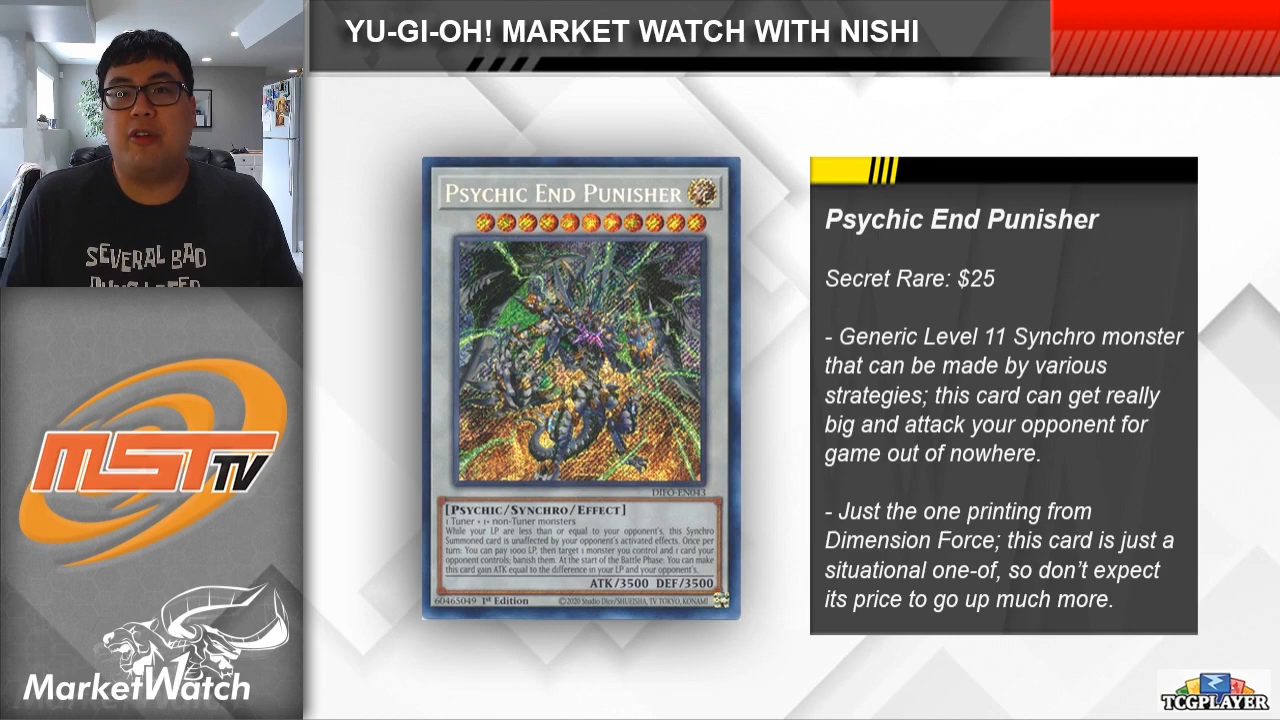 YU-GI-OH! MARKET WATCH WITH NISHI
SEVERAL BAD
MST TV
MarketWatch
PSYCHIC END PUNISHER
DIFO-EN043
[PSYCHIC/SYNCHRO/EFFECT]
1 Tuner + 1+ non-Tuner monsters
While your LP are less than or equal to your opponent's, this Synchro
Summoned card is unaffected by your opponent's activated effects. Once per
turn: You can pay 1000 LP, then target 1 monster you control and 1 card your
opponent controls; banish them. At the start of the Battle Phase: You can make
this card gain ATK equal to the difference in your LP and your opponent's.
ATK/3500 DEF/3500
60465049 1st Edition ©2020 Studio Dice/SHUEISHA, TV TOKYO, KONAMI
Psychic End Punisher
Secret Rare: $25
- Generic Level 11 Synchro monster
that can be made by various
strategies; this card can get really
big and attack your opponent for
game out of nowhere.
- Just the one printing from
Dimension Force; this card is just a
situational one-of, so don't expect
its price to go up much more.
TCGPLAYER